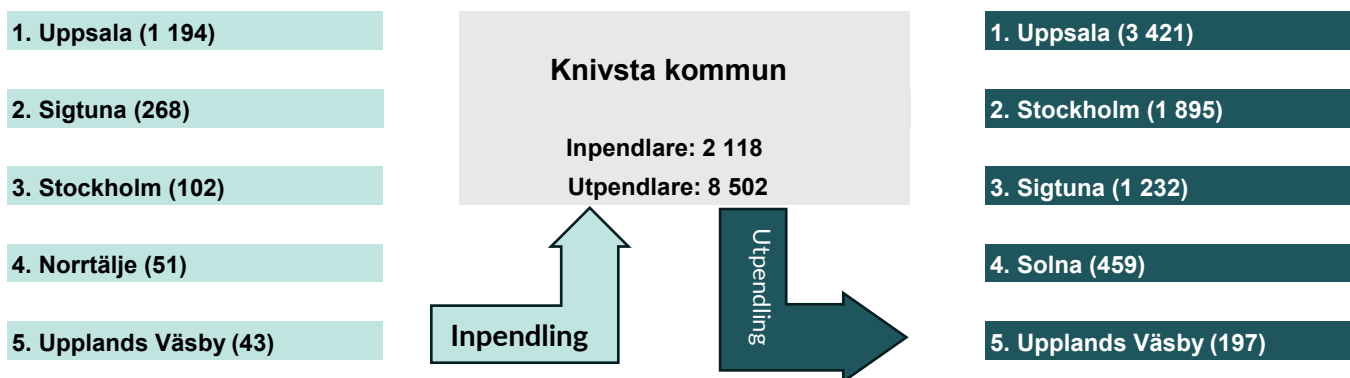 1. Uppsala (1 194)
2. Sigtuna (268)
3. Stockholm (102)
4. Norrtälje (51)
5. Upplands Väsby (43)
Knivsta kommun
Inpendlare: 2 118
Utpendlare: 8 502
Inpendling
Utpendling
1. Uppsala (3 421)
2. Stockholm (1 895)
3. Sigtuna (1 232)
4. Solna (459)
5. Upplands Väsby (197)